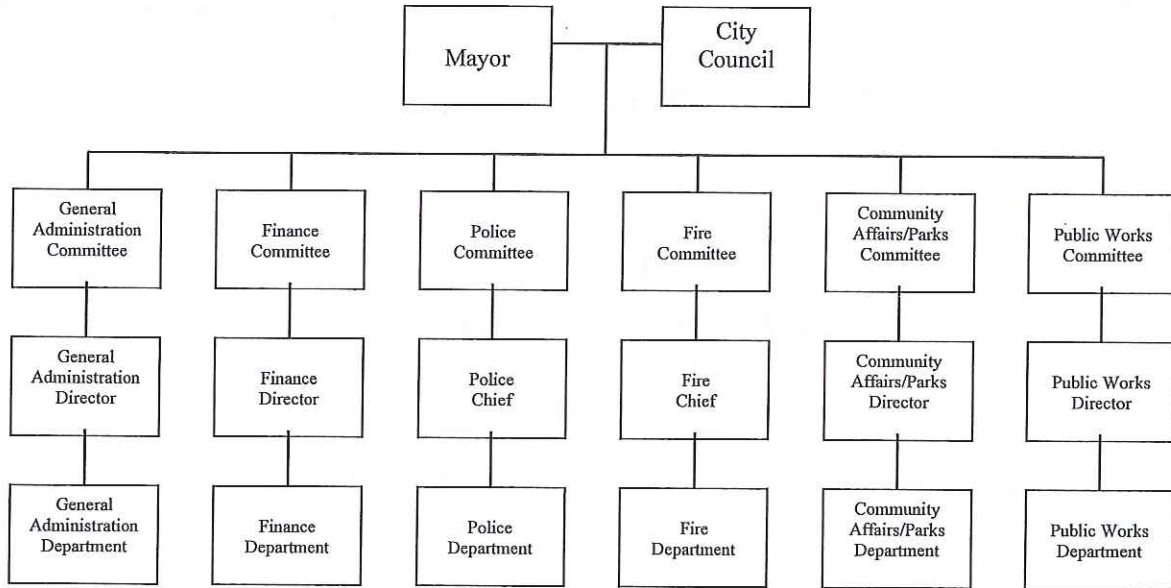 Mayor
City
Council
General
Administration
Committee
Finance
Committee
Police
Committee
Fire
Committee
Community
Affairs/Parks
Committee
Public Works
Committee
General
Administration
Director
Finance
Director
Police
Chief
Fire
Chief
Community
Affairs/Parks
Director
Public Works
Director
General
Administration
Department
Finance
Department
Police
Department
Fire
Department
Community
Affairs/Parks
Department
Public Works
Department